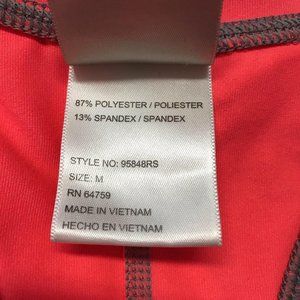 87% POLYESTER / POLIESTER
13% SPANDEX / SPANDEX
STYLE NO: 95848RS
SIZE: M
RN 64759
MADE IN VIETNAM
HECHO EN VIETNAM